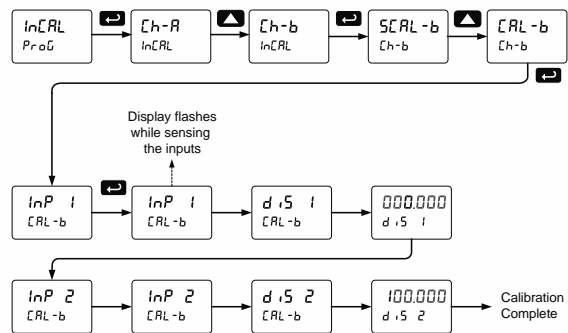 InCAL
ProG
Ch-A
InCAL
Ch-b
InCAL
SCAL-b
Ch-b
CAL-b
Ch-b
Display flashes
while sensing
the inputs
InP 1
CAL-b
InP 1
CAL-b
diS 1
CAL-b
000.000
diS 1
InP 2
CAL-b
InP 2
CAL-b
diS 2
CAL-b
100.000
diS 2
Calibration
Complete